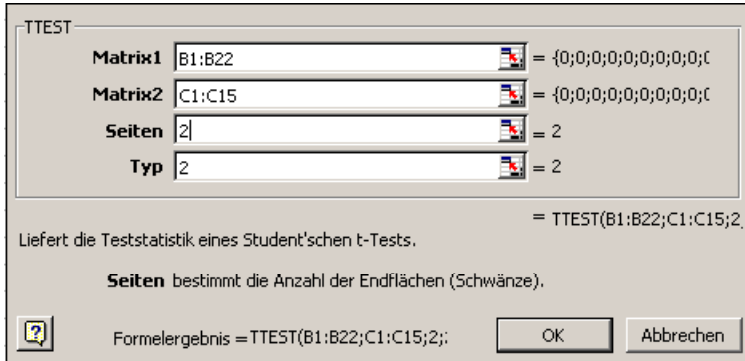 TTEST
Matrix1 B1:B22 = {0;0;0;0;0;0;0;0;0;0
Matrix2 C1:C15 = {0;0;0;0;0;0;0;0;0;0
Seiten 2 = 2
Typ 2 = 2
= TTEST(B1:B22;C1:C15;2
Liefert die Teststatistik eines Student'schen t-Tests.
Seiten bestimmt die Anzahl der Endflächen (Schwänze).
? Formelergebnis =TTEST(B1:B22;C1:C15;2; OK Abbrechen